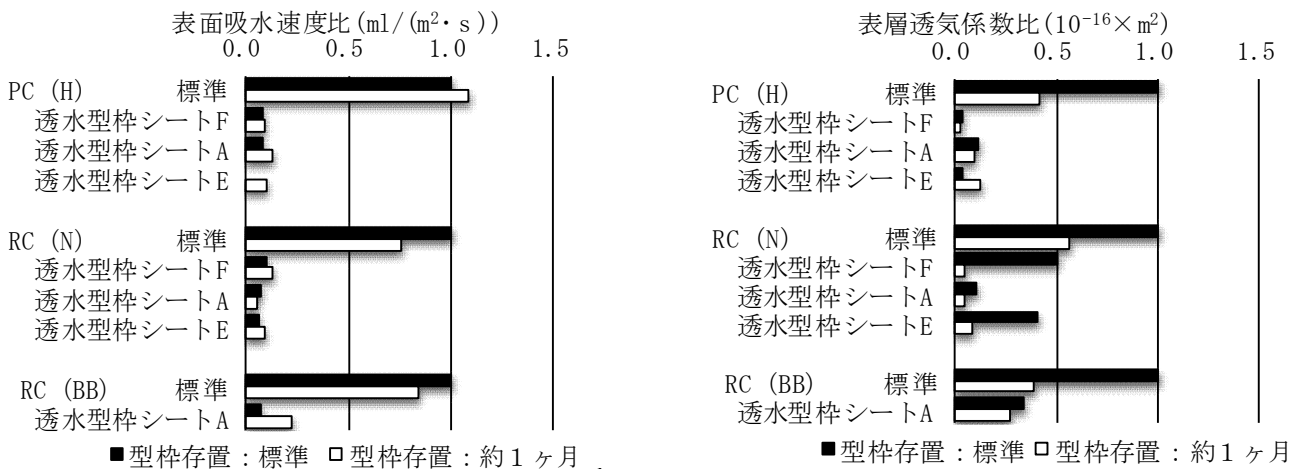 表面吸水速度比(ml/(m²・s))
0.0 0.5 1.0 1.5
PC (H) 標準
透水型枠シートF
透水型枠シートA
透水型枠シートE
RC (N) 標準
透水型枠シートF
透水型枠シートA
透水型枠シートE
RC (BB) 標準
透水型枠シートA
■型枠存置：標準 □型枠存置：約１ヶ月
表層透気係数比(10⁻¹⁶×m²)
0.0 0.5 1.0 1.5
PC (H) 標準
透水型枠シートF
透水型枠シートA
透水型枠シートE
RC (N) 標準
透水型枠シートF
透水型枠シートA
透水型枠シートE
RC (BB) 標準
透水型枠シートA
■型枠存置：標準 □型枠存置：約１ヶ月